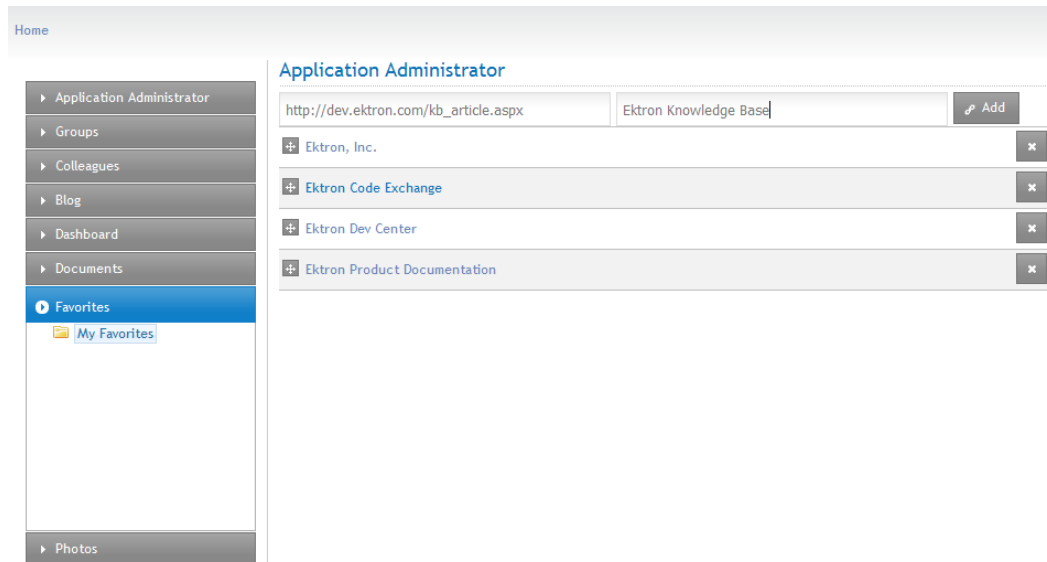 Home
Application Administrator
Groups
Colleagues
Blog
Dashboard
Documents
Favorites
My Favorites
Photos
Application Administrator
http://dev.ektron.com/kb_article.aspx Ektron Knowledge Base Add
Ektron, Inc.
Ektron Code Exchange
Ektron Dev Center
Ektron Product Documentation